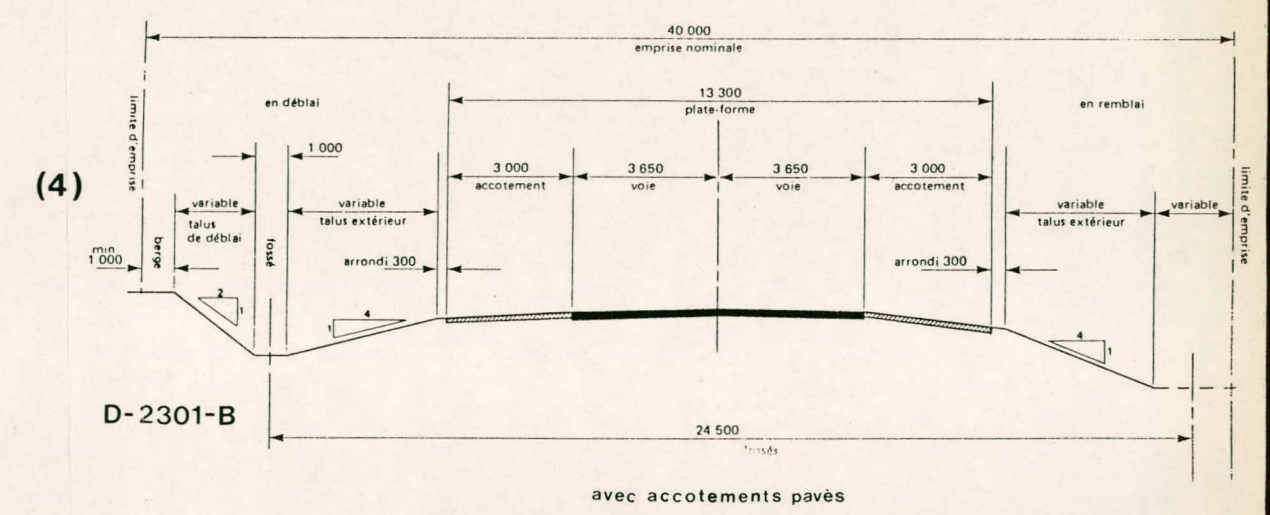 40 000
emprise nominale
en déblai
13 300
plate-forme
en remblai
limite d'emprise
1 000
3 000
accotement
3 650
voie
3 650
voie
3 000
accotement
limite d'emprise
(4)
variable
talus
de déblai
variable
talus extérieur
variable
talus extérieur
variable
min
1 000
berge
fossé
arrondi 300
arrondi 300
2
1
4
1
4
1
D-2301-B
24 500
fossés
avec accotements pavès